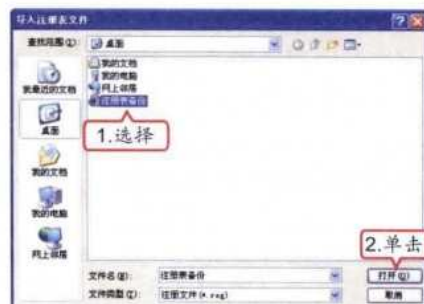 导入注册表文件
查找范围(I): 桌面
我的文档
我的电脑
网上邻居
注册表备份
1.选择
我最近的文档
桌面
我的文档
我的电脑
网上邻居
2.单击
文件名(N): 注册表备份 打开(O)
文件类型(T): 注册文件(*.reg) 取消